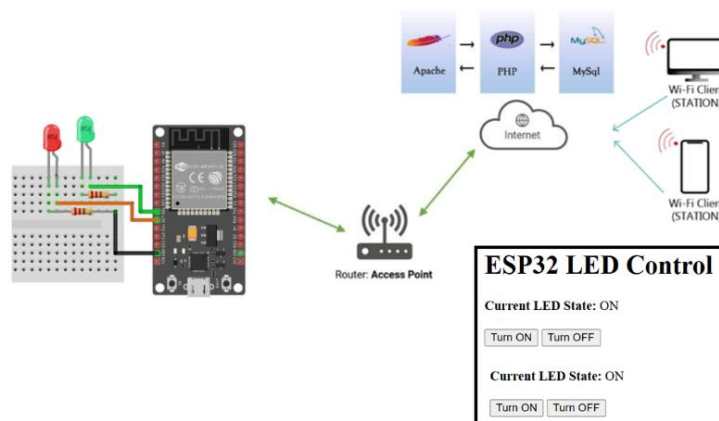 php
MySQL
Apache
PHP
MySql
Internet
Wi-Fi Clien
(STATION
Wi-Fi Clien
(STATION
Router: Access Point
ESP32 LED Control
Current LED State: ON
Turn ON Turn OFF
Current LED State: ON
Turn ON Turn OFF